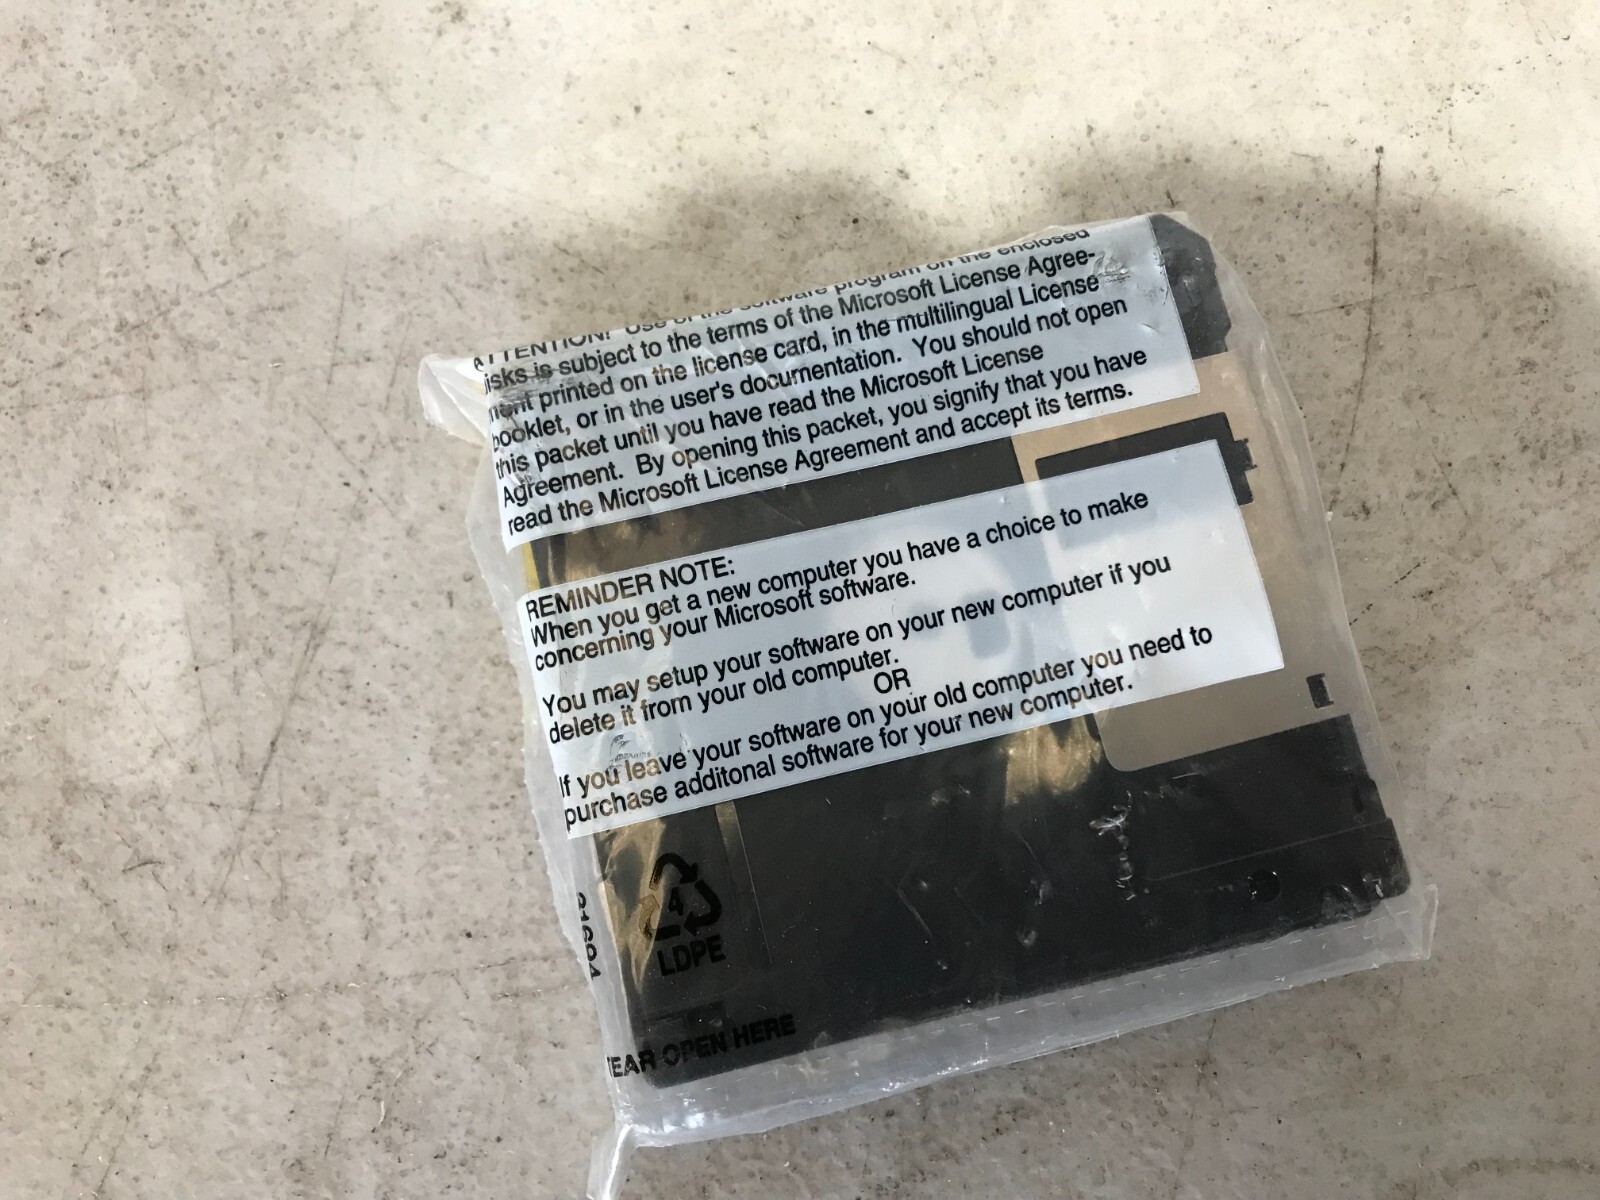 ATTENTION! Use of the software program on the enclosed
disks is subject to the terms of the Microsoft License Agree-
ment printed on the license card, in the multilingual License
booklet, or in the user's documentation. You should not open
this packet until you have read the Microsoft License
Agreement. By opening this packet, you signify that you have
read the Microsoft License Agreement and accept its terms.
REMINDER NOTE:
When you get a new computer you have a choice to make
concerning your Microsoft software.
You may setup your software on your new computer if you
delete it from your old computer.
OR
If you leave your software on your old computer you need to
purchase additonal software for your new computer.
4
LDPE
21694
TEAR OPEN HERE